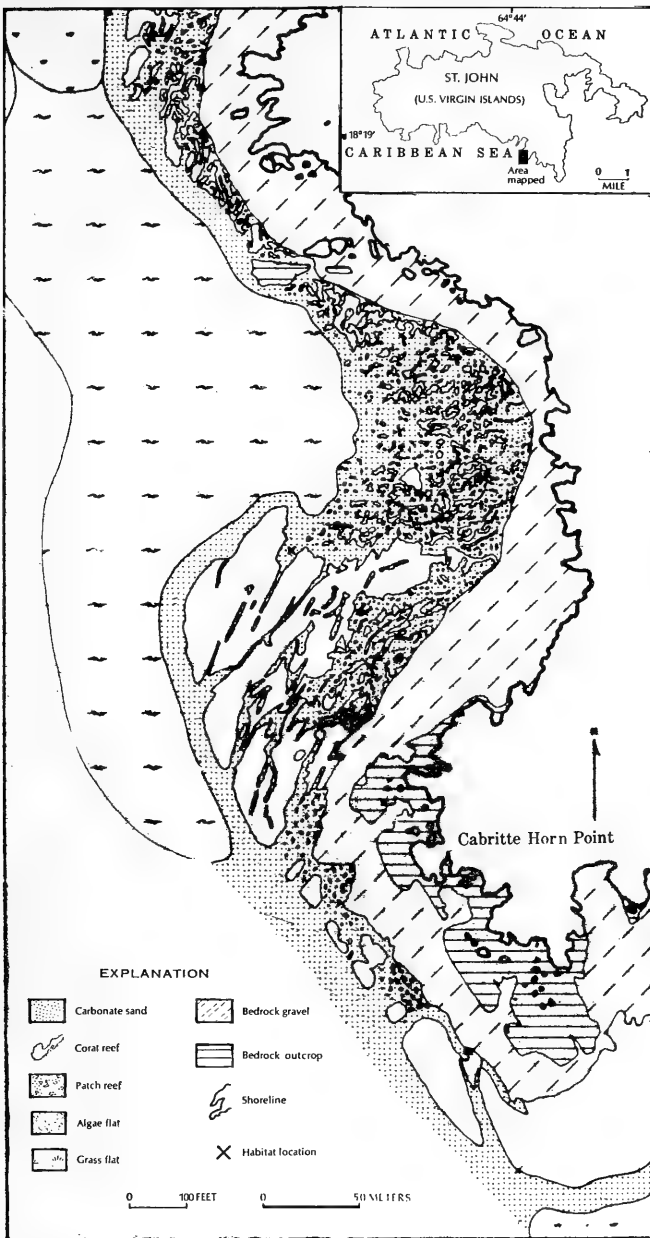 64°44'
ATLANTIC OCEAN
ST. JOHN
(U.S. VIRGIN ISLANDS)
18°19'
CARIBBEAN SEA
Area
mapped
0 1
MILE
Cabritte Horn Point
EXPLANATION
Carbonate sand
Coral reef
Patch reef
Algae flat
Grass flat
Bedrock gravel
Bedrock outcrop
Shoreline
Habitat location
0 100 FEET
0 50 METERS